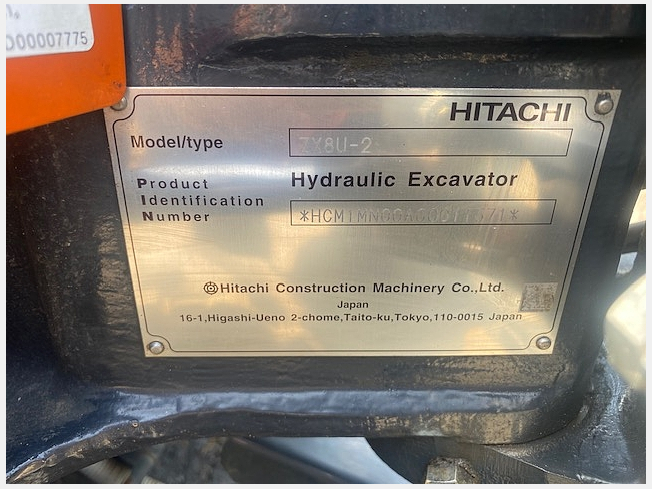 000007775
HITACHI
Model/type ZX8U-2
Product Hydraulic Excavator
Identification
Number
Hitachi Construction Machinery Co.,Ltd.
Japan
16-1,Higashi-Ueno 2-chome,Taito-ku,Tokyo,110-0015 Japan